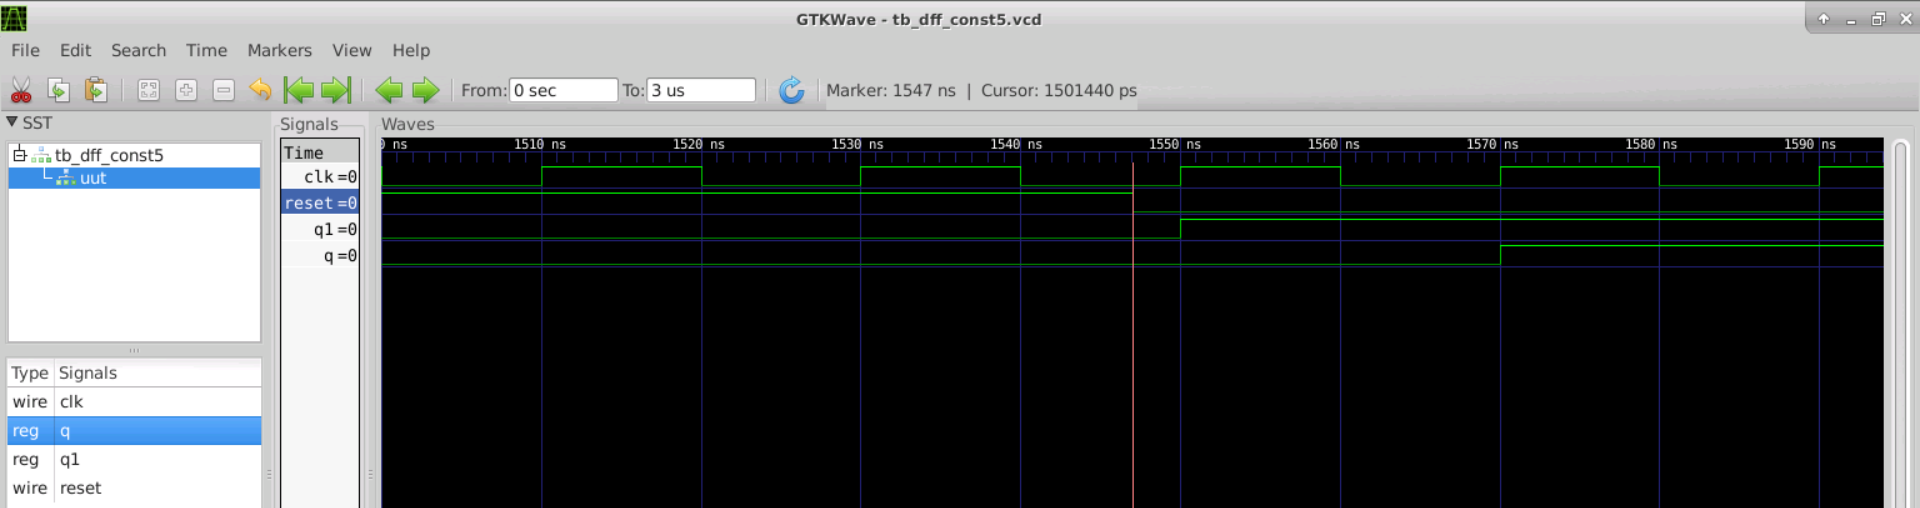 GTKWave - tb_dff_const5.vcd
File Edit Search Time Markers View Help
From: 0 sec To: 3 us Marker: 1547 ns | Cursor: 1501440 ps
SST
tb_dff_const5
uut
Type Signals
wire clk
reg q
reg q1
wire reset
Signals
Time
clk =0
reset =0
q1 =0
q =0
Waves
0 ns 1510 ns 1520 ns 1530 ns 1540 ns 1550 ns 1560 ns 1570 ns 1580 ns 1590 ns